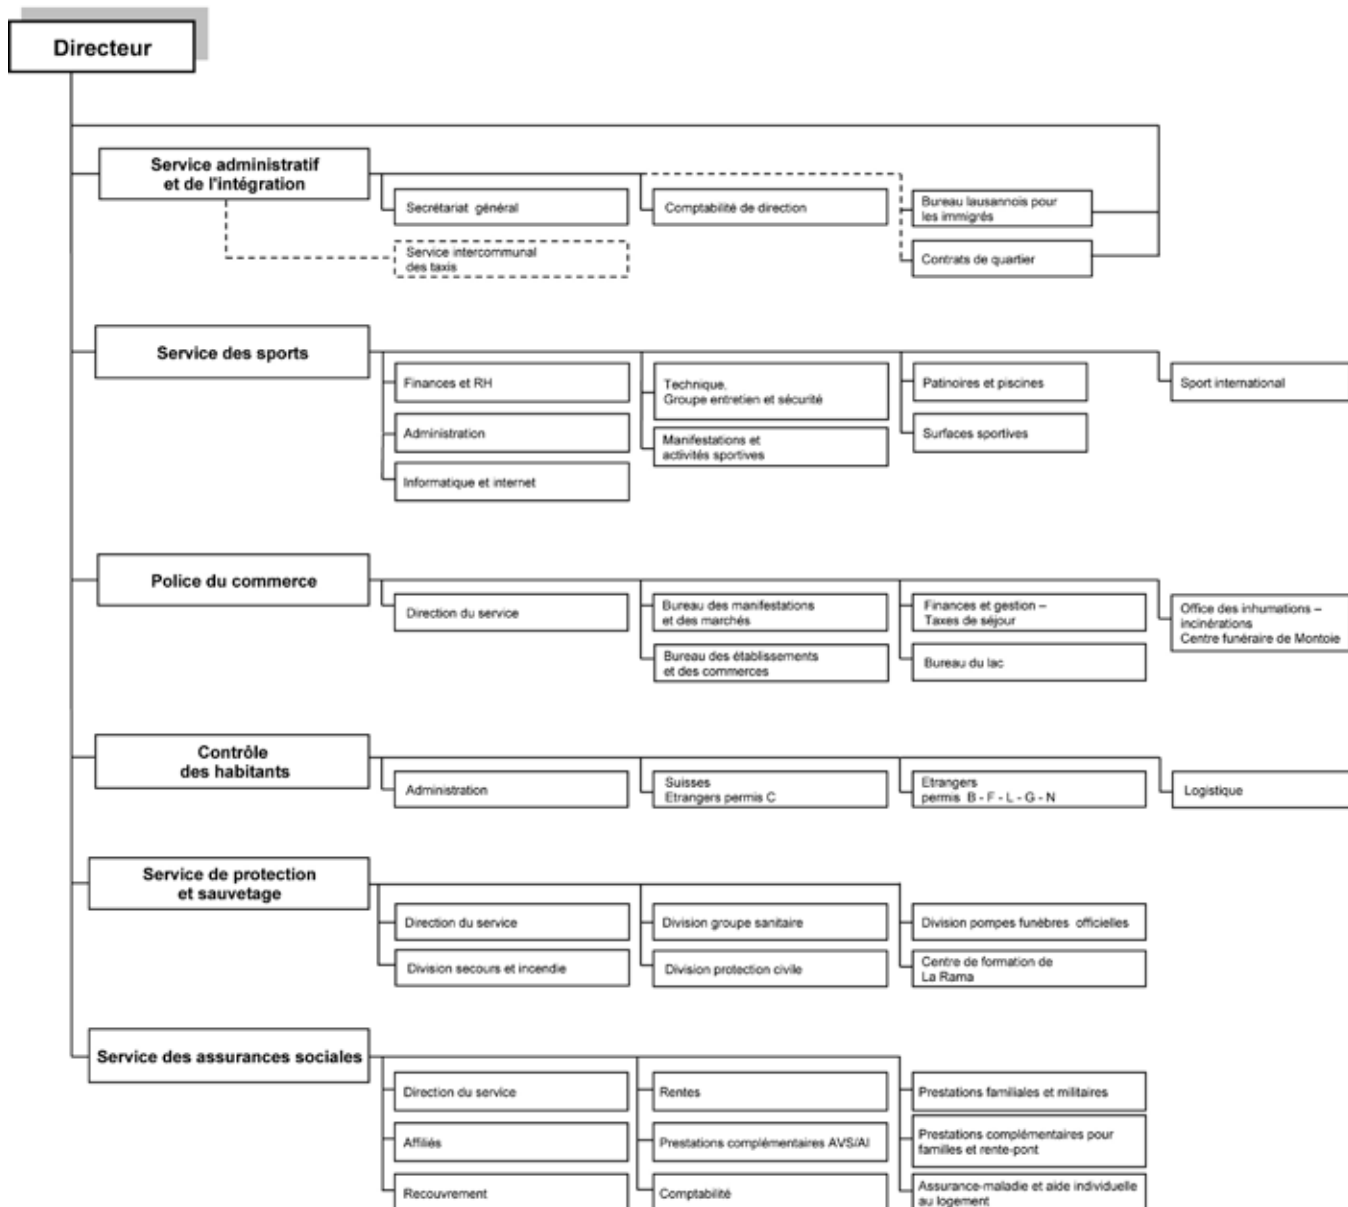 Directeur
Service administratif
et de l'intégration
Secrétariat général
Comptabilité de direction
Bureau lausannois pour
les immigrés
Service intercommunal
des taxis
Contrats de quartier
Service des sports
Finances et RH
Technique,
Groupe entretien et sécurité
Patinoires et piscines
Sport international
Administration
Manifestations et
activités sportives
Surfaces sportives
Informatique et internet
Police du commerce
Direction du service
Bureau des manifestations
et des marchés
Finances et gestion –
Taxes de séjour
Office des inhumations –
incinérations
Centre funéraire de Montoie
Bureau des établissements
et des commerces
Bureau du lac
Contrôle
des habitants
Administration
Suisses
Etrangers permis C
Etrangers
permis B - F - L - G - N
Logistique
Service de protection
et sauvetage
Direction du service
Division groupe sanitaire
Division pompes funèbres officielles
Division secours et incendie
Division protection civile
Centre de formation de
La Rama
Service des assurances sociales
Direction du service
Rentes
Prestations familiales et militaires
Affiliés
Prestations complémentaires AVS/AI
Prestations complémentaires pour
familles et rente-pont
Recouvrement
Comptabilité
Assurance-maladie et aide individuelle
au logement